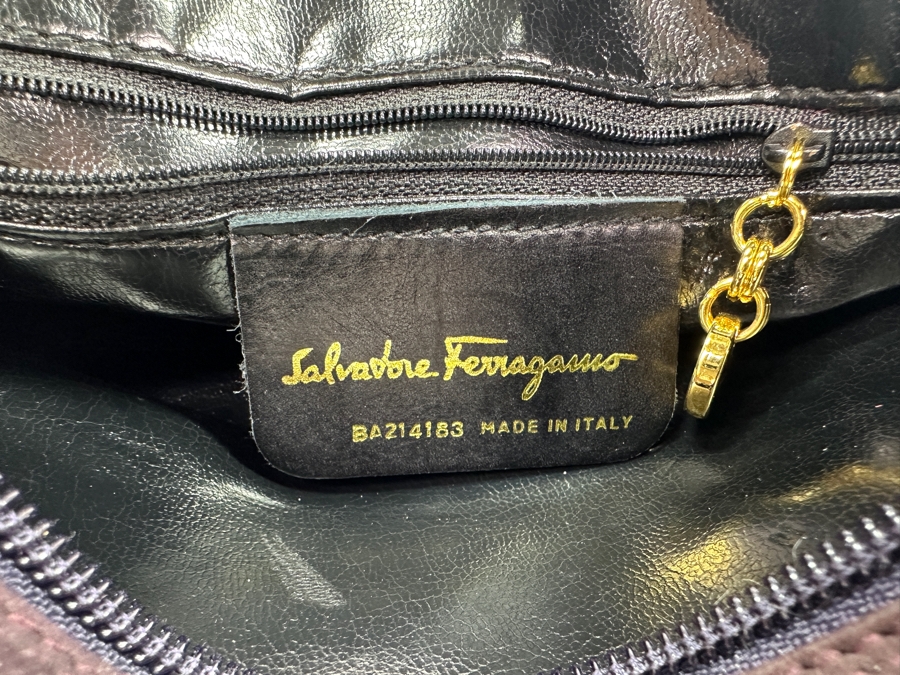 Salvatore Ferragamo
BA214183 MADE IN ITALY